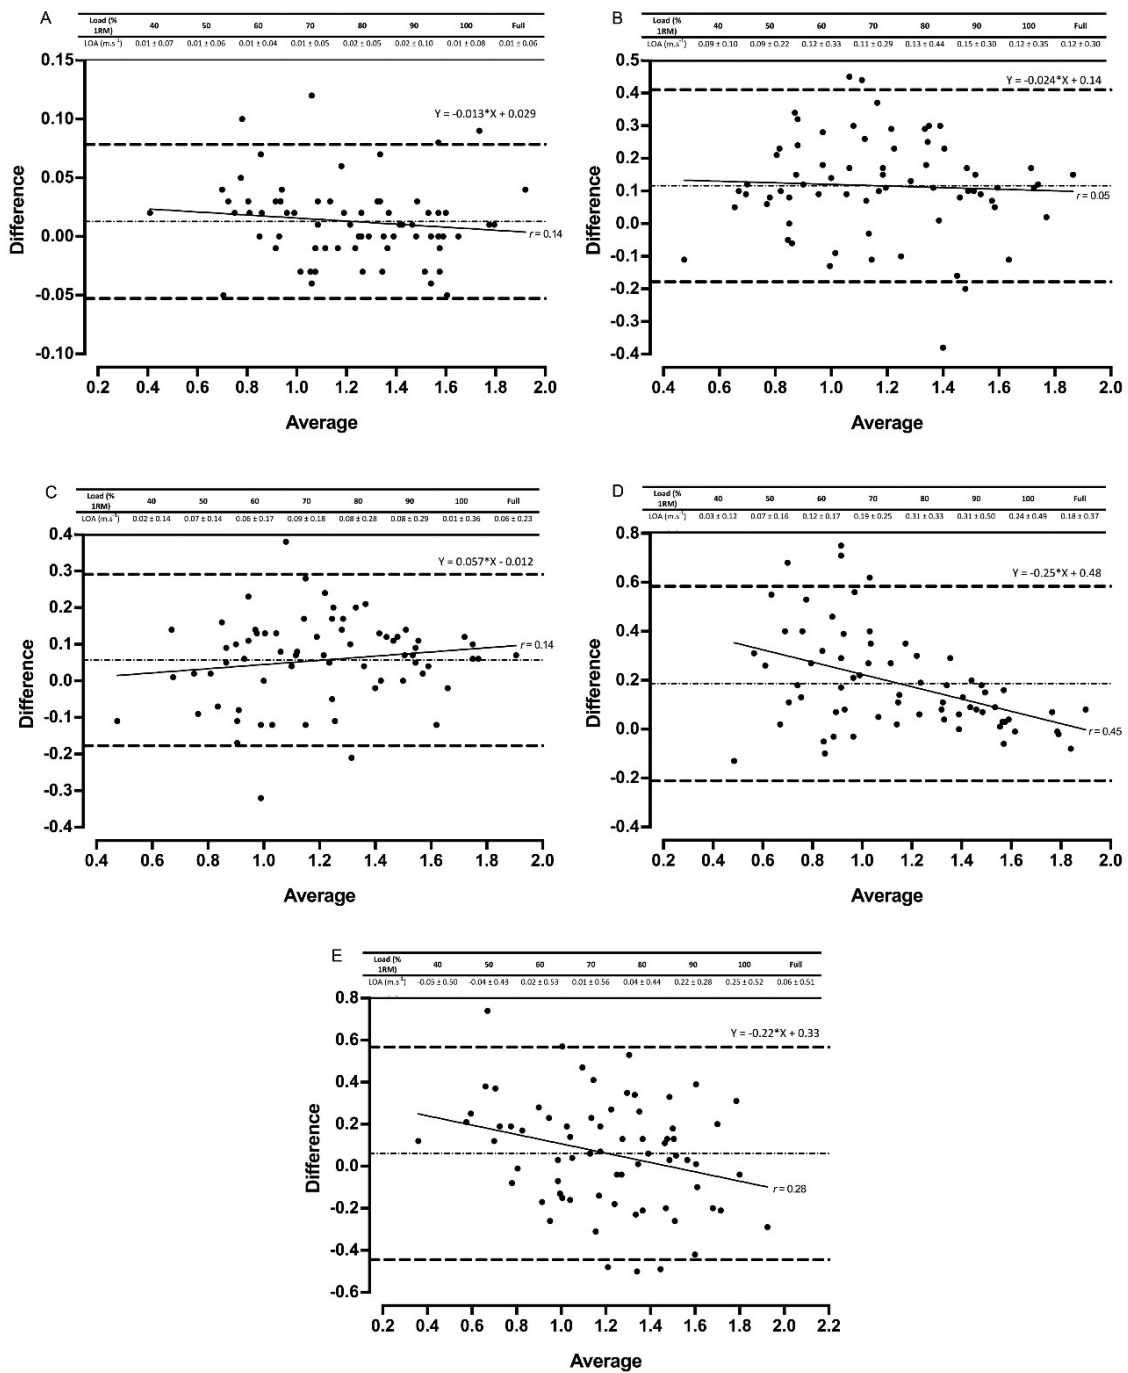 A
Load (% 1RM) 40 50 60 70 80 90 100 Full
LOA (m.s⁻¹) 0.01 ± 0.07 0.01 ± 0.06 0.01 ± 0.04 0.01 ± 0.05 0.02 ± 0.05 0.02 ± 0.10 0.01 ± 0.08 0.01 ± 0.06
0.15
0.10
0.05
0.00
-0.05
-0.10
Difference
Y = -0.013*X + 0.029
r = 0.14
0.2 0.4 0.6 0.8 1.0 1.2 1.4 1.6 1.8 2.0
Average
B
Load (% 1RM) 40 50 60 70 80 90 100 Full
LOA (m.s⁻¹) 0.09 ± 0.10 0.09 ± 0.22 0.12 ± 0.33 0.11 ± 0.29 0.13 ± 0.44 0.15 ± 0.30 0.12 ± 0.35 0.12 ± 0.30
0.5
0.4
0.3
0.2
0.1
0.0
-0.1
-0.2
-0.3
-0.4
Difference
Y = -0.024*X + 0.14
r = 0.05
0.4 0.6 0.8 1.0 1.2 1.4 1.6 1.8 2.0
Average
C
Load (% 1RM) 40 50 60 70 80 90 100 Full
LOA (m.s⁻¹) 0.02 ± 0.14 0.07 ± 0.14 0.06 ± 0.17 0.09 ± 0.18 0.08 ± 0.28 0.08 ± 0.29 0.01 ± 0.36 0.06 ± 0.23
0.4
0.3
0.2
0.1
0.0
-0.1
-0.2
-0.3
-0.4
Difference
Y = 0.057*X - 0.012
r = 0.14
0.4 0.6 0.8 1.0 1.2 1.4 1.6 1.8 2.0
Average
D
Load (% 1RM) 40 50 60 70 80 90 100 Full
LOA (m.s⁻¹) 0.03 ± 0.12 0.07 ± 0.16 0.12 ± 0.17 0.19 ± 0.25 0.31 ± 0.33 0.31 ± 0.50 0.24 ± 0.49 0.18 ± 0.37
0.8
0.6
0.4
0.2
0.0
-0.2
-0.4
Difference
Y = -0.25*X + 0.48
r = 0.45
0.2 0.4 0.6 0.8 1.0 1.2 1.4 1.6 1.8 2.0
Average
E
Load (% 1RM) 40 50 60 70 80 90 100 Full
LOA (m.s⁻¹) -0.05 ± 0.50 -0.04 ± 0.43 0.02 ± 0.53 0.01 ± 0.56 0.04 ± 0.44 0.22 ± 0.28 0.25 ± 0.52 0.06 ± 0.51
0.8
0.6
0.4
0.2
0.0
-0.2
-0.4
-0.6
Difference
Y = -0.22*X + 0.33
r = 0.28
0.2 0.4 0.6 0.8 1.0 1.2 1.4 1.6 1.8 2.0 2.2
Average